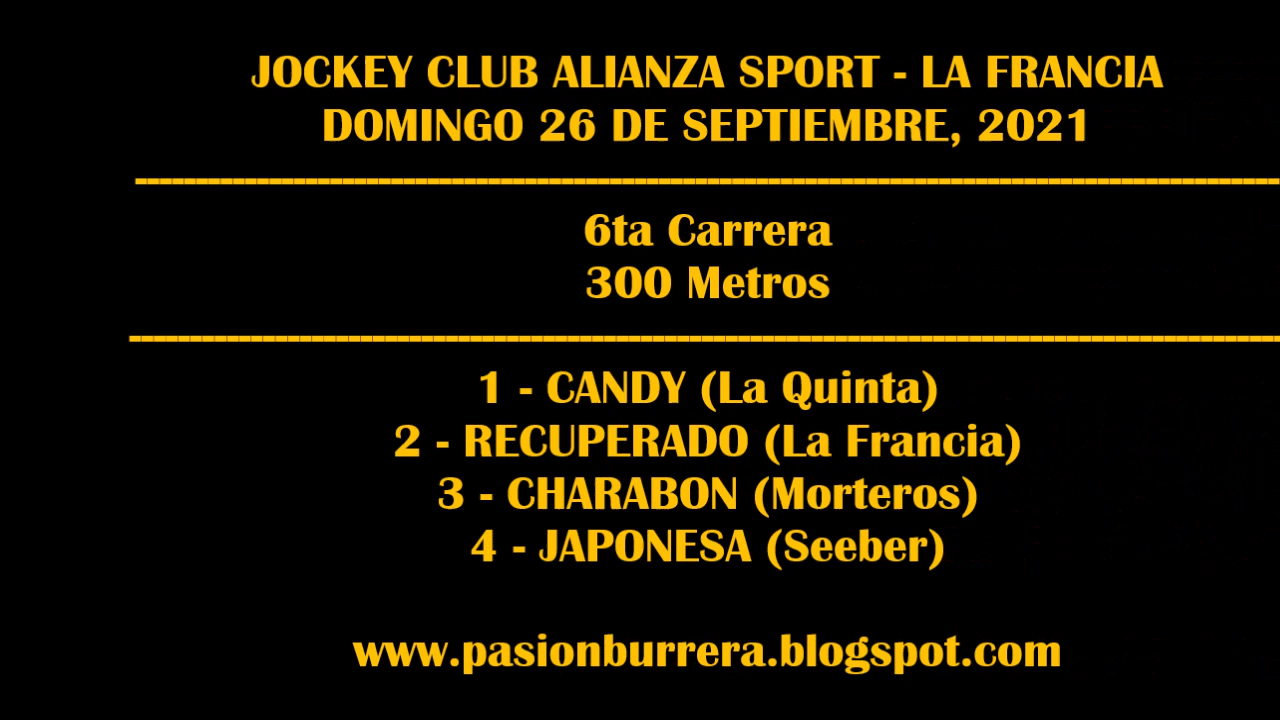 JOCKEY CLUB ALIANZA SPORT - LA FRANCIA
DOMINGO 26 DE SEPTIEMBRE, 2021
6ta Carrera
300 Metros
1 - CANDY (La Quinta)
2 - RECUPERADO (La Francia)
3 - CHARABON (Morteros)
4 - JAPONESA (Seeber)
www.pasionburrera.blogspot.com